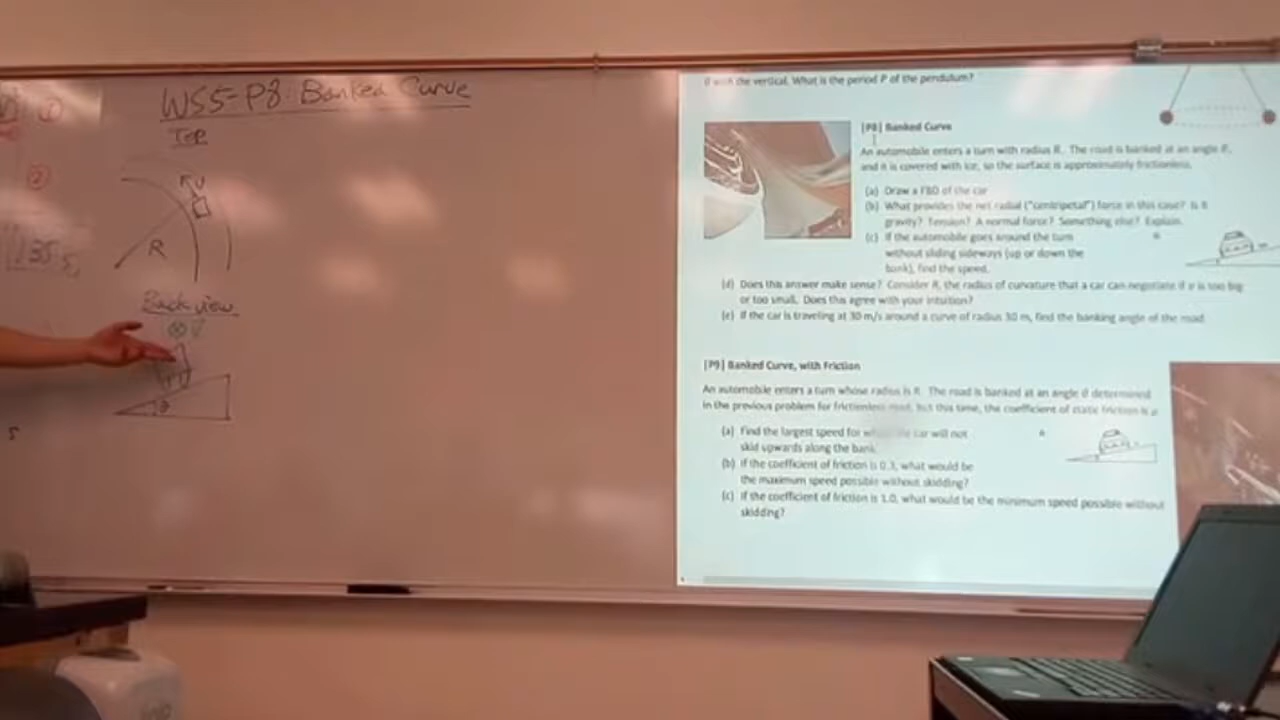 WS5-P8: Banked Curve
Top
V
R
Back view
θ
2
5
θ with the vertical. What is the period P of the pendulum?
[P8] Banked Curve
An automobile enters a turn with radius R. The road is banked at an angle θ,
and it is covered with ice, so the surface is approximately frictionless.
(a) Draw a FBD of the car
(b) What provides the net radial ("centripetal") force in this case? Is it
gravity? Tension? A normal force? Something else? Explain.
(c) If the automobile goes around the turn
without sliding sideways (up or down the
bank), find the speed.
(d) Does this answer make sense? Consider R, the radius of curvature that a car can negotiate if v is too big
or too small. Does this agree with your intuition?
(e) If the car is traveling at 30 m/s around a curve of radius 30 m, find the banking angle of the road.
[P9] Banked Curve, with Friction
An automobile enters a turn whose radius is R. The road is banked at an angle θ determined
in the previous problem for frictionless road, but this time, the coefficient of static friction is μ
(a) Find the largest speed for which the car will not
skid upwards along the bank.
(b) If the coefficient of friction is 0.3, what would be
the maximum speed possible without skidding?
(c) If the coefficient of friction is 1.0, what would be the minimum speed possible without
skidding?